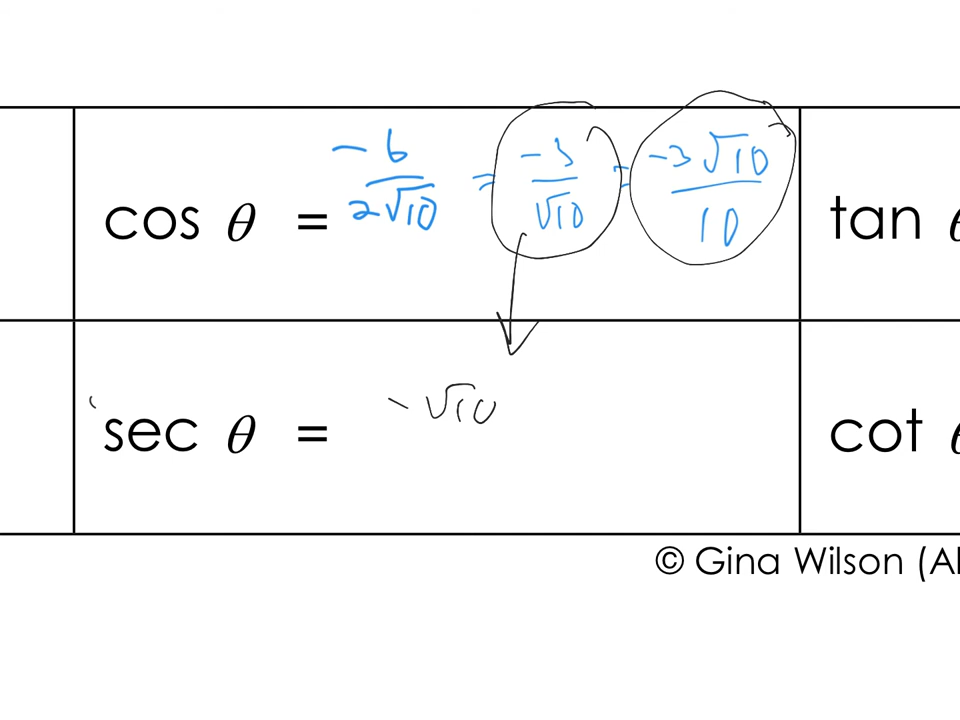 cos θ = -6/2√10 = -3/√10 = -3√10/10
tan
sec θ = -√10
cot
© Gina Wilson (Al